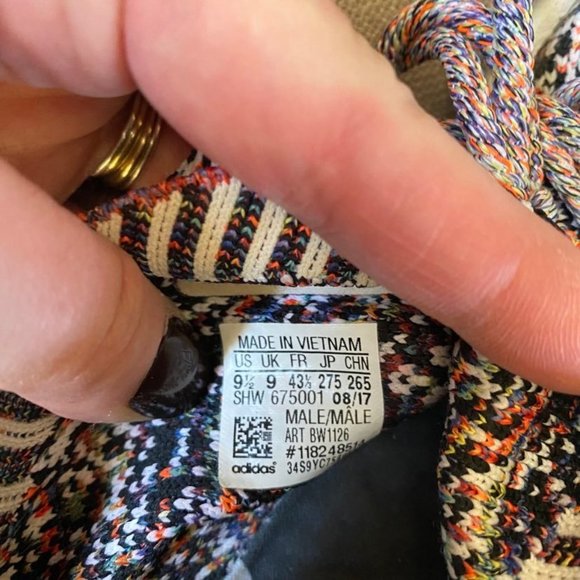 MADE IN VIETNAM
US UK FR JP CHN
9½ 9 43⅓ 275 265
SHW 675001 08/17
MALE/MÂLE
ART BW1126
adidas